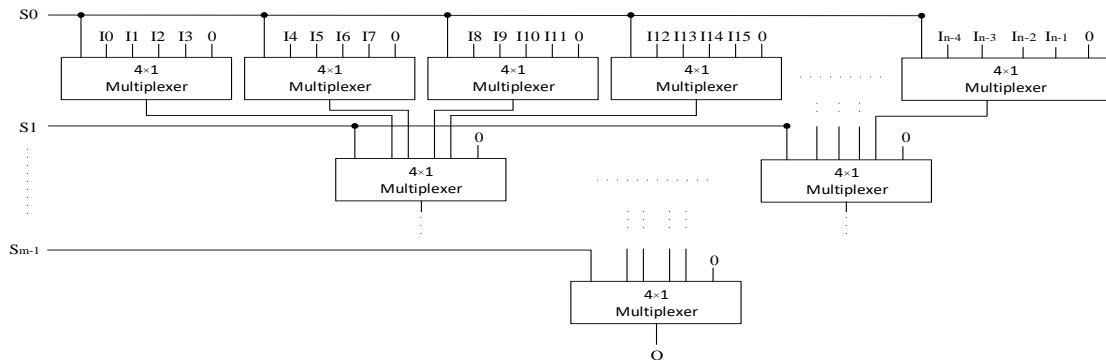 S0
I0 I1 I2 I3 0
I4 I5 I6 I7 0
I8 I9 I10 I11 0
I12 I13 I14 I15 0
In-4 In-3 In-2 In-1 0
4×1
Multiplexer
4×1
Multiplexer
4×1
Multiplexer
4×1
Multiplexer
4×1
Multiplexer
S1
0
0
4×1
Multiplexer
4×1
Multiplexer
Sm-1
0
4×1
Multiplexer
O